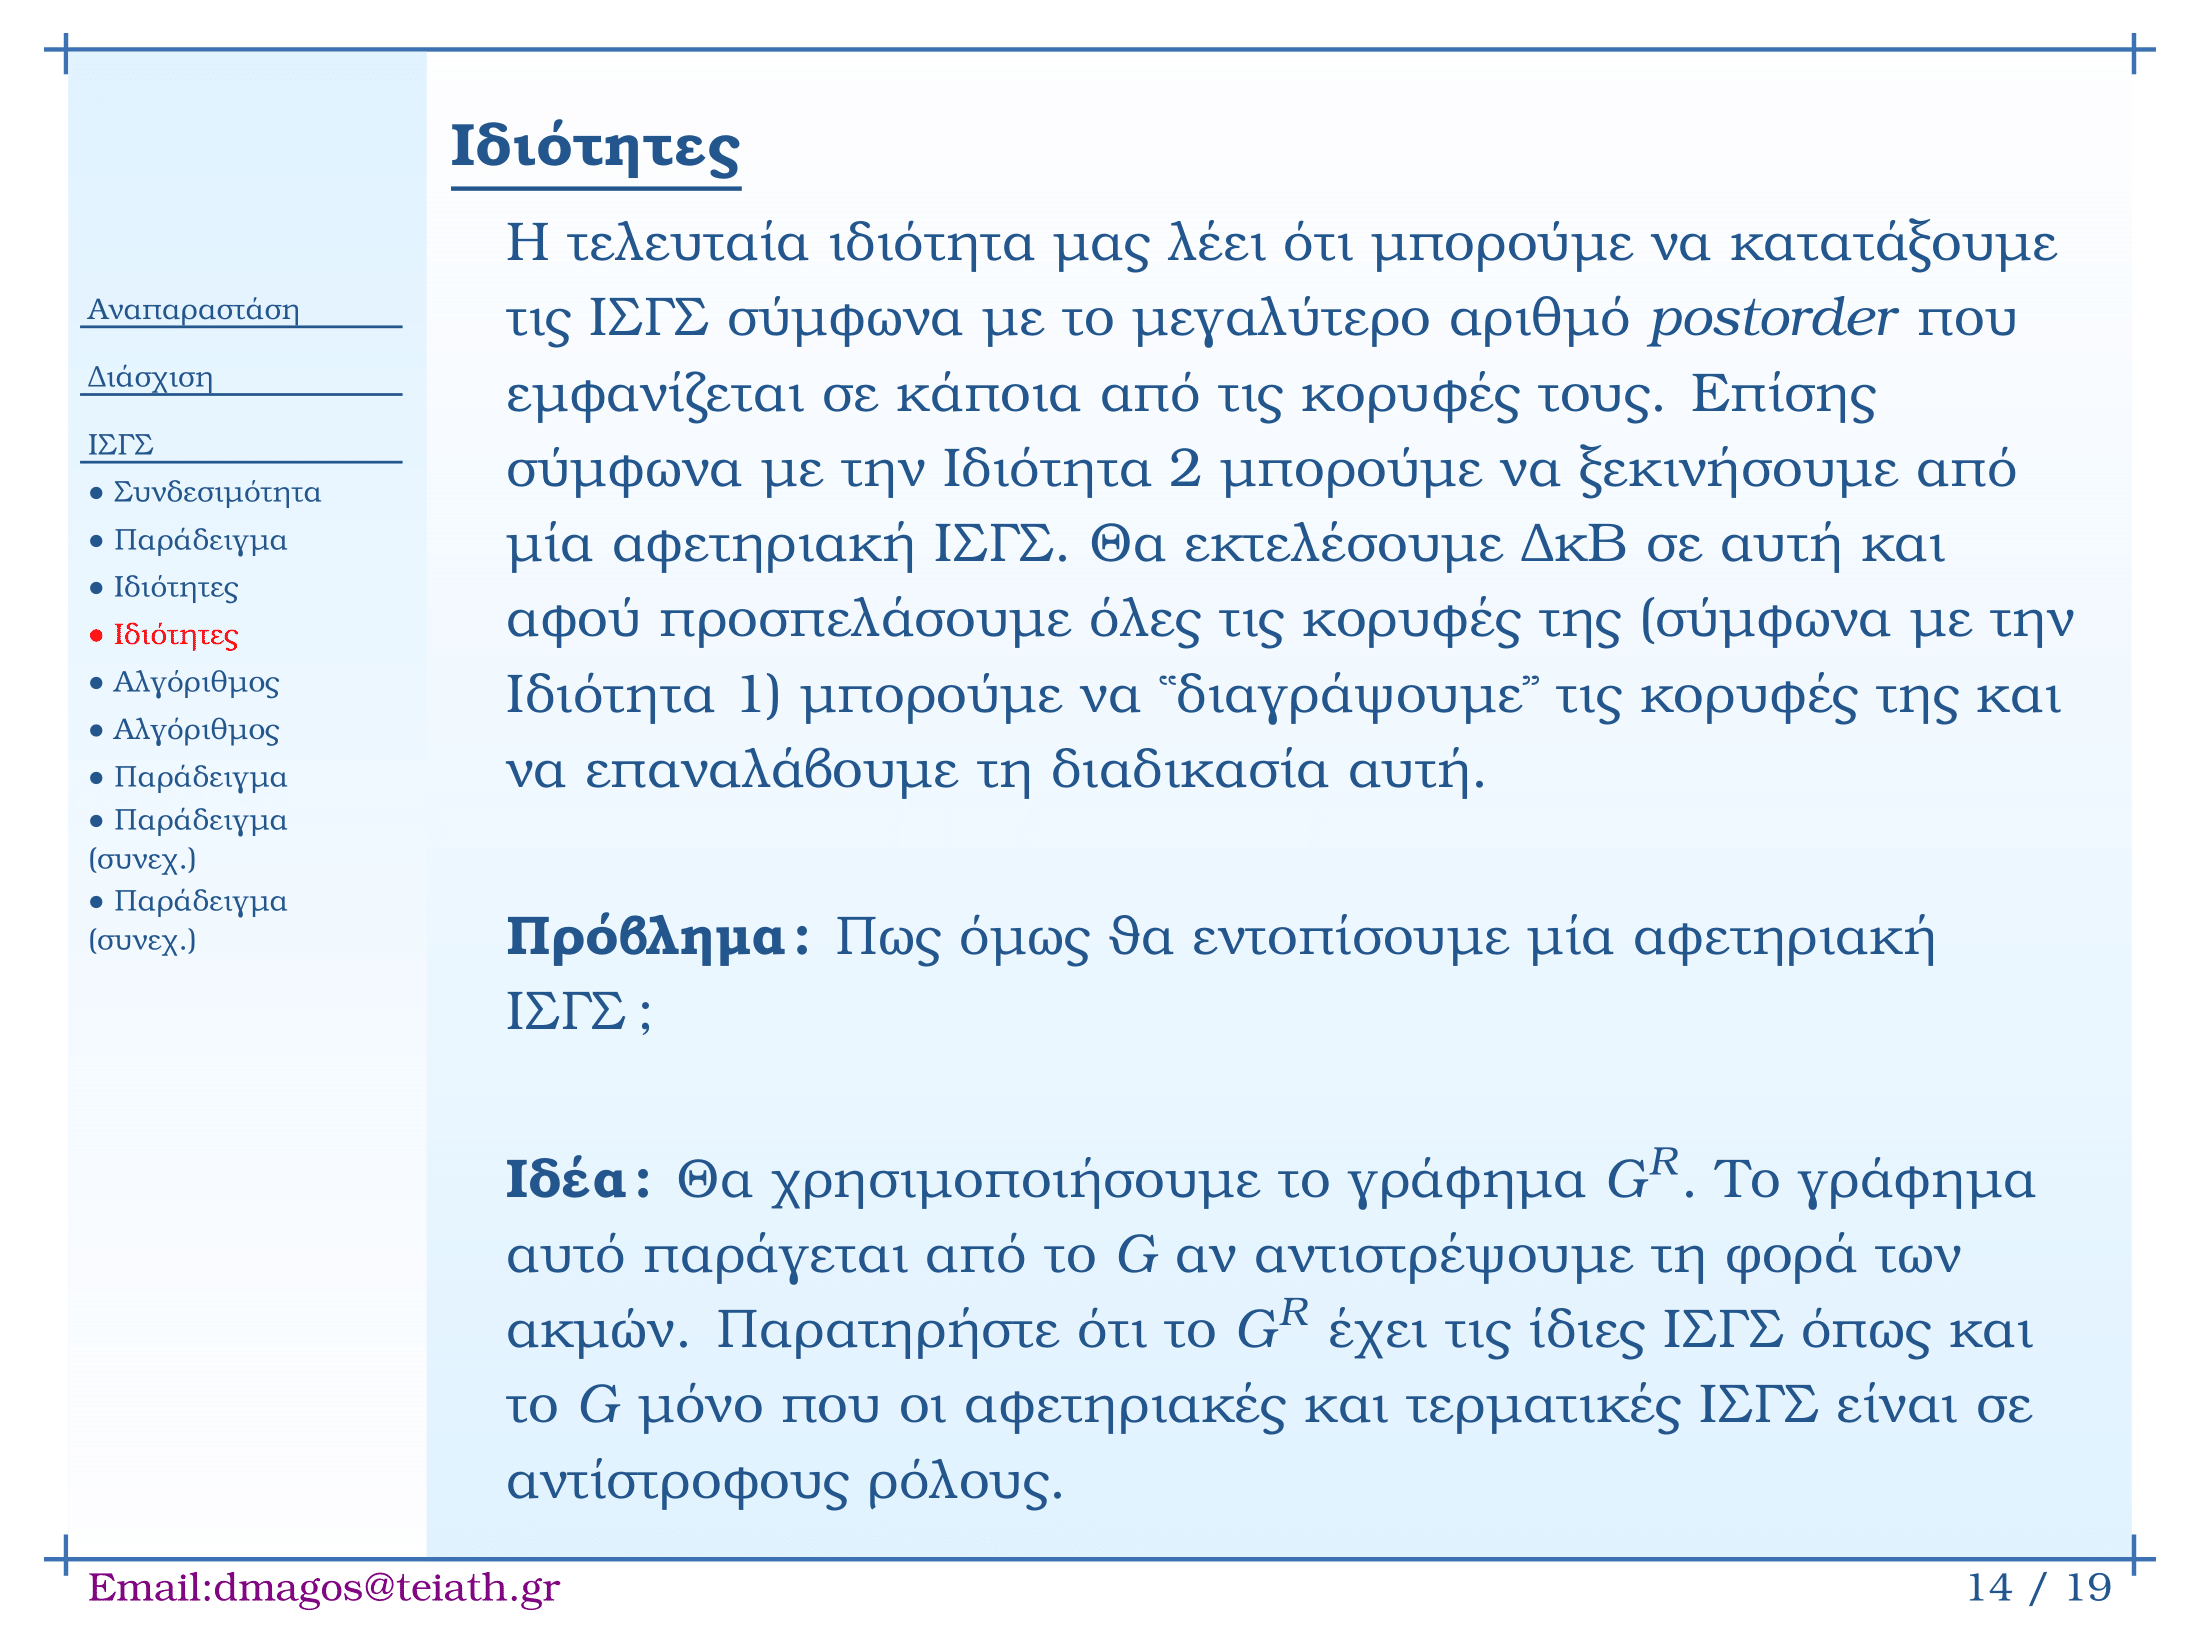 Αναπαραστάση
Διάσχιση
ΙΣΓΣ
● Συνδεσιμότητα
● Παράδειγμα
● Ιδιότητες
● Ιδιότητες
● Αλγόριθμος
● Αλγόριθμος
● Παράδειγμα
● Παράδειγμα
(συνεχ.)
● Παράδειγμα
(συνεχ.)
Ιδιότητες
Η τελευταία ιδιότητα μας λέει ότι μπορούμε να κατατάξουμε
τις ΙΣΓΣ σύμφωνα με το μεγαλύτερο αριθμό postorder που
εμφανίζεται σε κάποια από τις κορυφές τους. Επίσης
σύμφωνα με την Ιδιότητα 2 μπορούμε να ξεκινήσουμε από
μία αφετηριακή ΙΣΓΣ. Θα εκτελέσουμε ΔκΒ σε αυτή και
αφού προσπελάσουμε όλες τις κορυφές της (σύμφωνα με την
Ιδιότητα 1) μπορούμε να “διαγράψουμε” τις κορυφές της και
να επαναλάβουμε τη διαδικασία αυτή.
Πρόβλημα: Πως όμως θα εντοπίσουμε μία αφετηριακή
ΙΣΓΣ;
Ιδέα: Θα χρησιμοποιήσουμε το γράφημα G^R. Το γράφημα
αυτό παράγεται από το G αν αντιστρέψουμε τη φορά των
ακμών. Παρατηρήστε ότι το G^R έχει τις ίδιες ΙΣΓΣ όπως και
το G μόνο που οι αφετηριακές και τερματικές ΙΣΓΣ είναι σε
αντίστροφους ρόλους.
Email:dmagos@teiath.gr
14 / 19